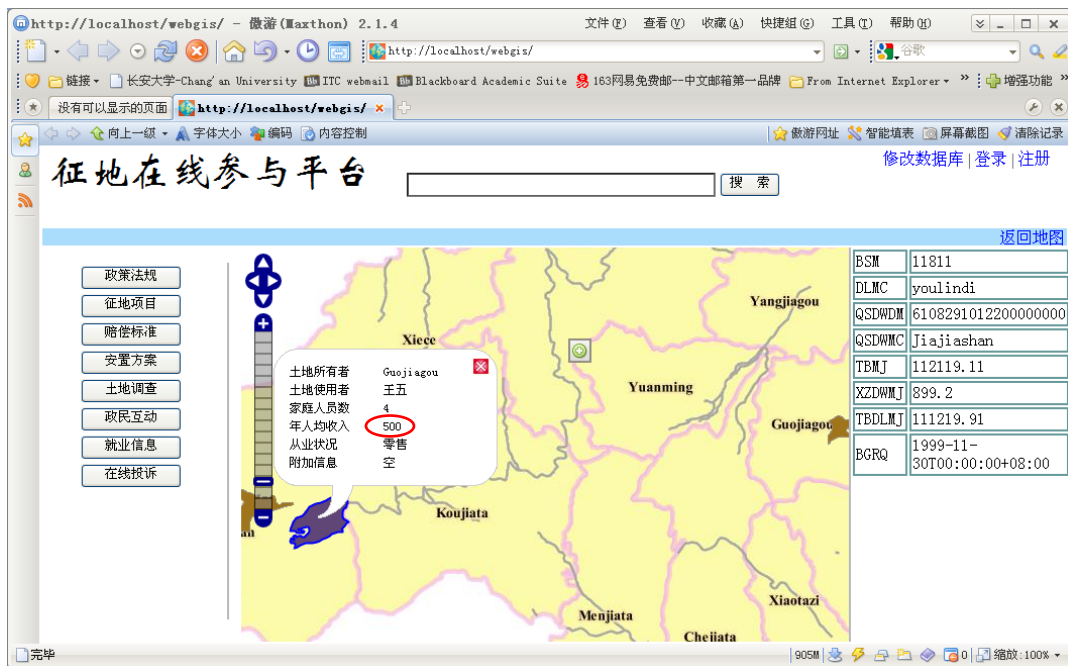 http://localhost/webgis/ - 傲游(Maxthon) 2.1.4
文件(F) 查看(V) 收藏(A) 快捷组(G) 工具(T) 帮助(H)
http://localhost/webgis/
谷歌
链接 长安大学-Chang'an University ITC webmail Blackboard Academic Suite 163网易免费邮--中文邮箱第一品牌 From Internet Explorer 增强功能
没有可以显示的页面 http://localhost/webgis/
向上一级 字体大小 编码 内容控制
傲游网址 智能填表 屏幕截图 清除记录
修改数据库 | 登录 | 注册
征地在线参与平台
搜 索
返回地图
政策法规
征地项目
赔偿标准
安置方案
土地调查
政民互动
就业信息
在线投诉
Yangjiagou
Xiece
Yuanming
Guojiagou
Koujiata
Menjiata
Xiaotazi
Chejiata
an
土地所有者 Guojiagou
土地使用者 王五
家庭人员数 4
年人均收入 500
从业状况 零售
附加信息 空
BSM 11811
DLMC youlindi
QSDWDM 6108291012200000000
QSDWMC Jiajiashan
TBMJ 112119.11
XZDWMJ 899.2
TBDLMJ 111219.91
BGRQ 1999-11-
30T00:00:00+08:00
完毕
905M
0
缩放:100%